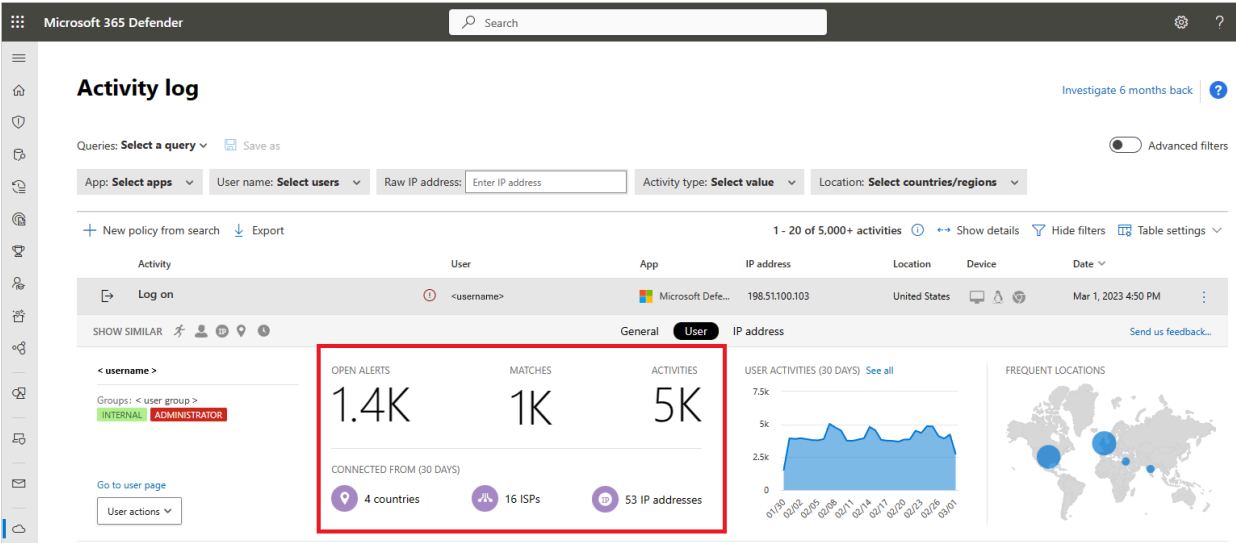 Microsoft 365 Defender
Search
?
Activity log
Investigate 6 months back
?
Queries: Select a query
Save as
Advanced filters
App: Select apps
User name: Select users
Raw IP address:
Enter IP address
Activity type: Select value
Location: Select countries/regions
New policy from search
Export
1 - 20 of 5,000+ activities
Show details
Hide filters
Table settings
Activity
User
App
IP address
Location
Device
Date
Log on
<username>
Microsoft Defe...
198.51.100.103
United States
Mar 1, 2023 4:50 PM
SHOW SIMILAR
IP
General
User
IP address
Send us feedback...
< username >
Groups: < user group >
INTERNAL
ADMINISTRATOR
Go to user page
User actions
OPEN ALERTS
MATCHES
ACTIVITIES
1.4K
1K
5K
CONNECTED FROM (30 DAYS)
4 countries
16 ISPs
IP
53 IP addresses
USER ACTIVITIES (30 DAYS) See all
7.5k
5k
2.5k
0
01/30
02/02
02/05
02/08
02/11
02/14
02/17
02/20
02/23
02/26
03/01
FREQUENT LOCATIONS